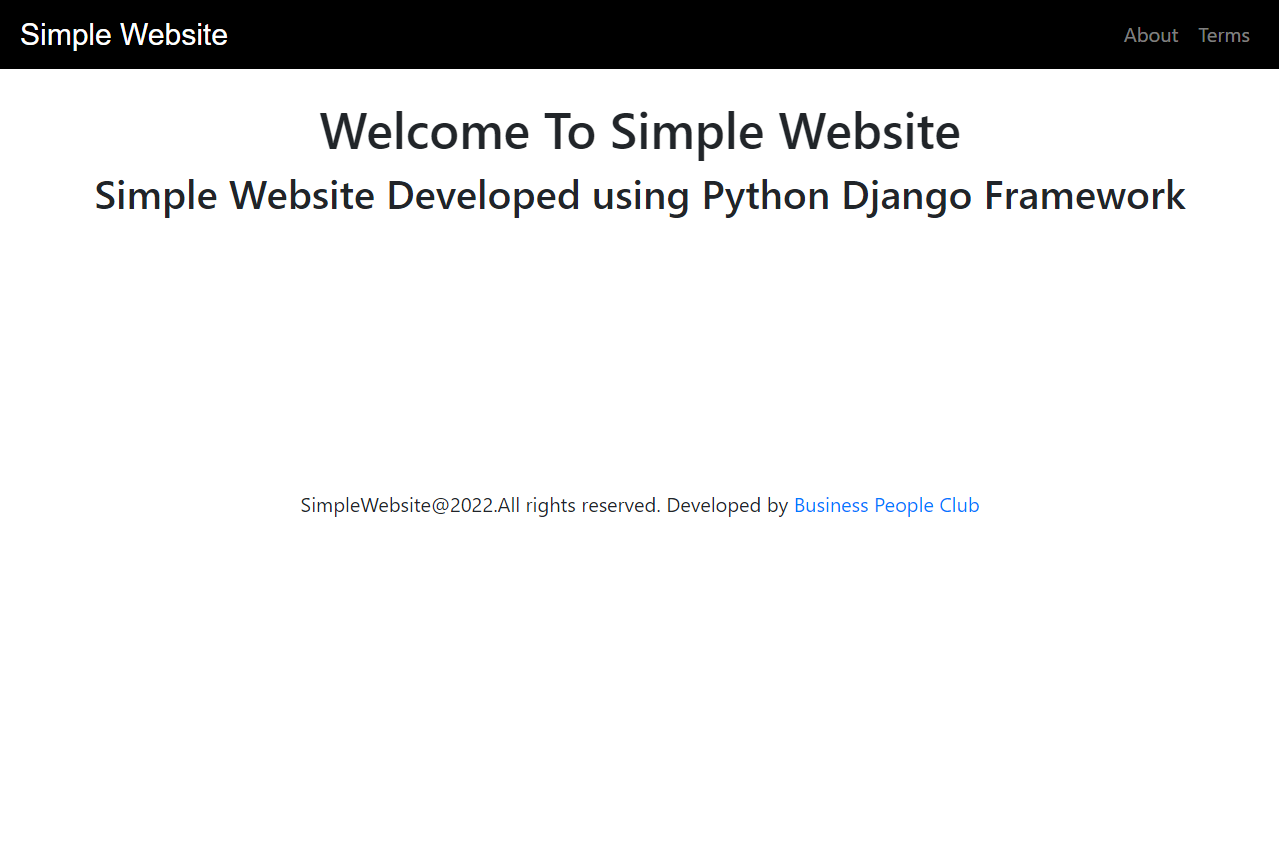 Simple Website
About Terms
Welcome To Simple Website
Simple Website Developed using Python Django Framework
SimpleWebsite@2022.All rights reserved. Developed by Business People Club